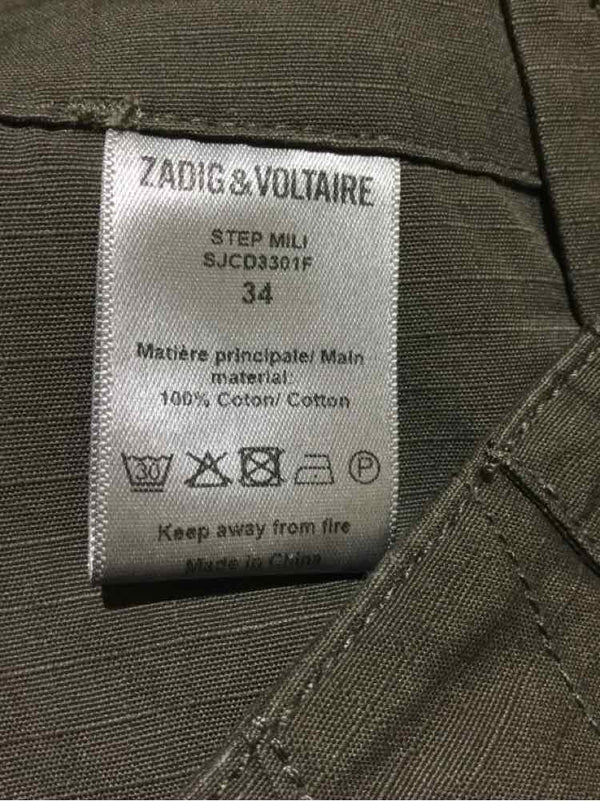 ZADIG&VOLTAIRE
STEP MILI
SJCD3301F
34
Matière principale/ Main
material:
100% Coton/ Cotton
30 P
Keep away from fire
Made in China